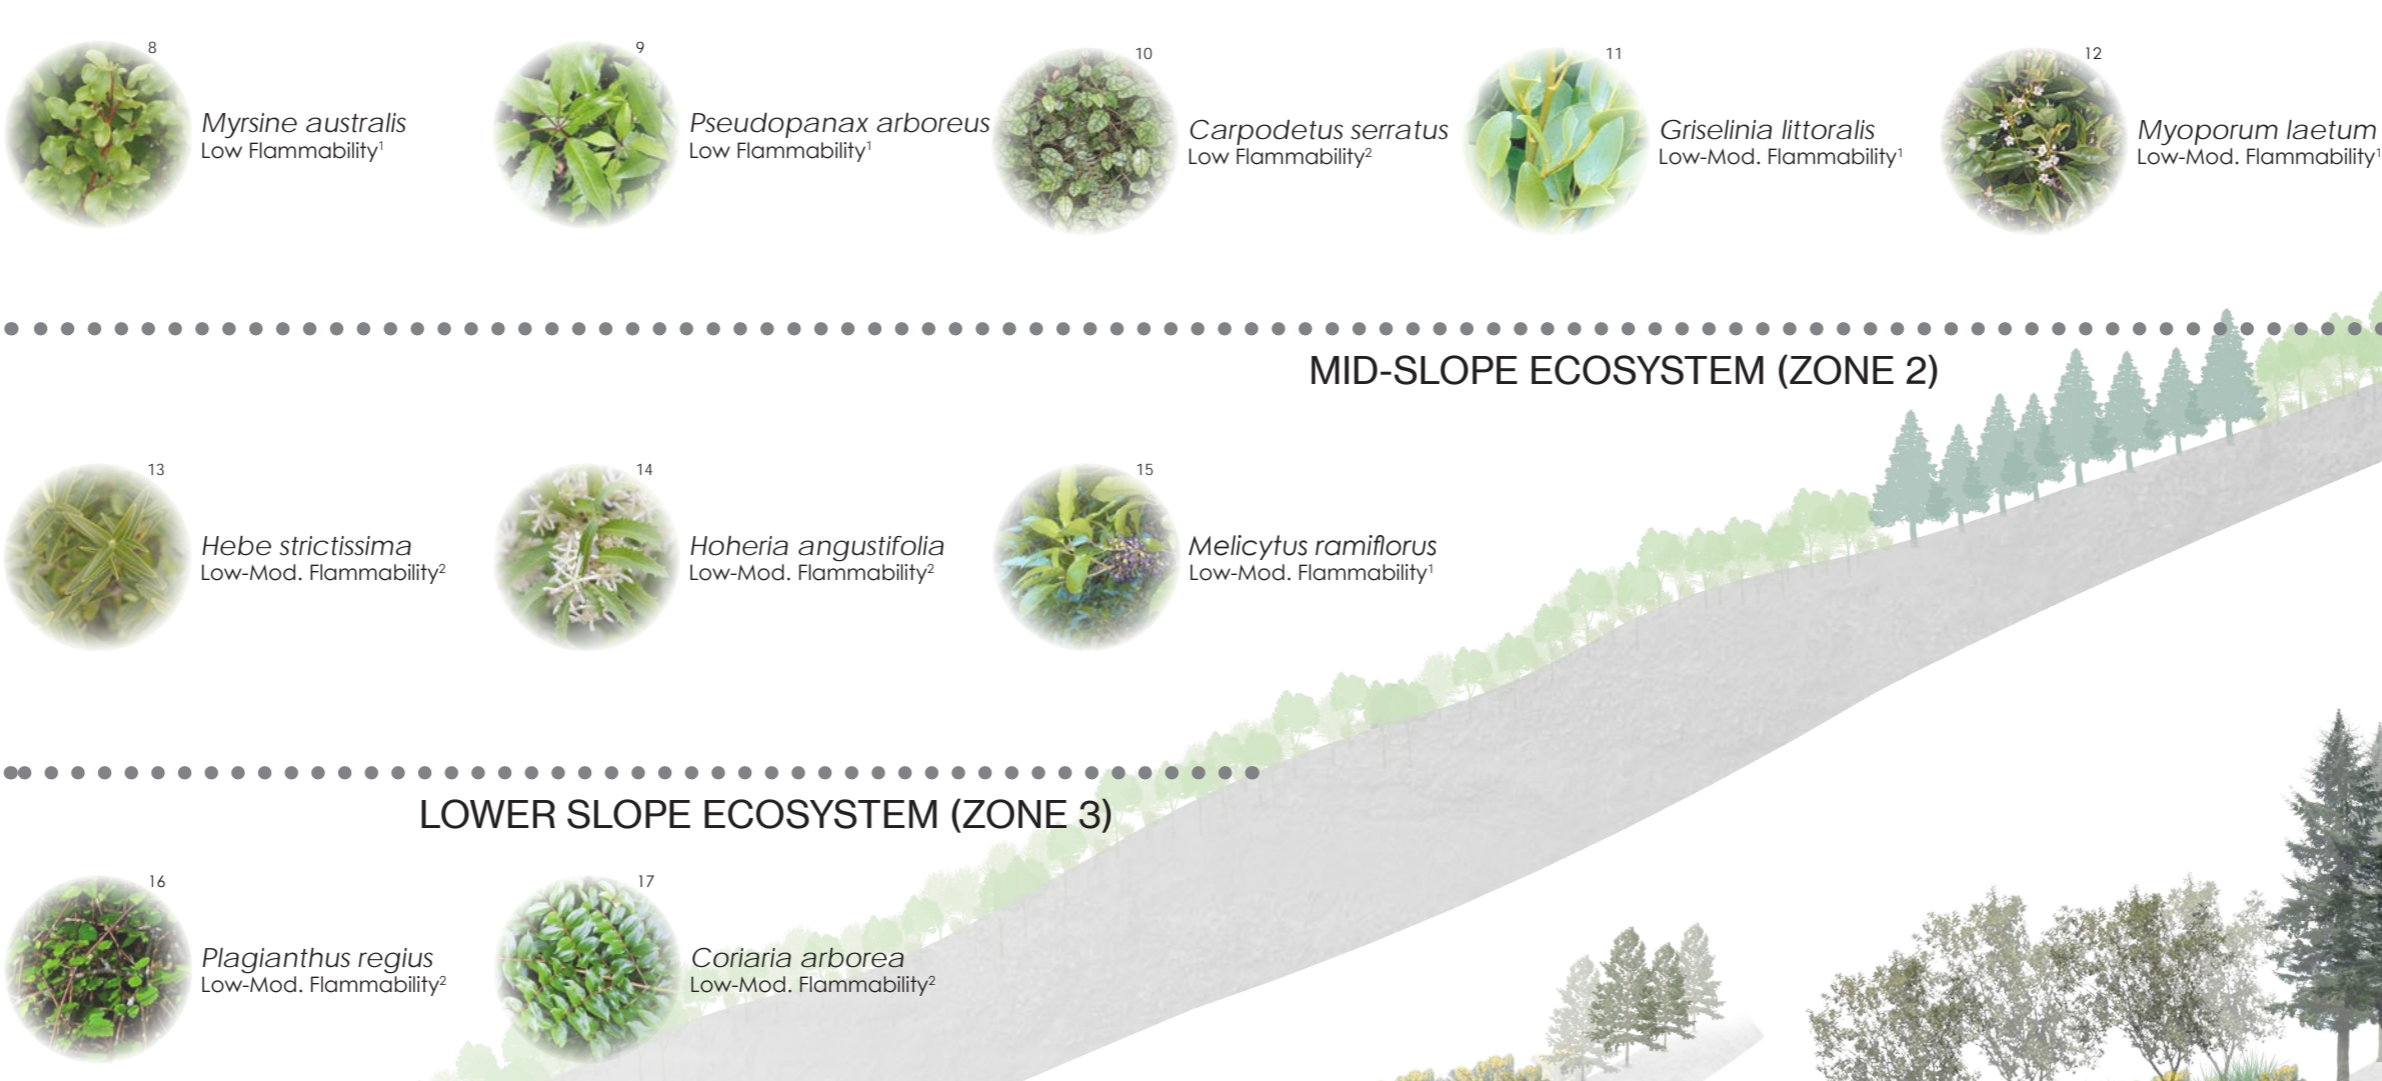 8
Myrsine australis
Low Flammability¹
9
Pseudopanax arboreus
Low Flammability¹
10
Carpodetus serratus
Low Flammability²
11
Griselinia littoralis
Low-Mod. Flammability¹
12
Myoporum laetum
Low-Mod. Flammability¹
MID-SLOPE ECOSYSTEM (ZONE 2)
13
Hebe strictissima
Low-Mod. Flammability²
14
Hoheria angustifolia
Low-Mod. Flammability²
15
Melicytus ramiflorus
Low-Mod. Flammability¹
LOWER SLOPE ECOSYSTEM (ZONE 3)
16
Plagianthus regius
Low-Mod. Flammability²
17
Coriaria arborea
Low-Mod. Flammability²